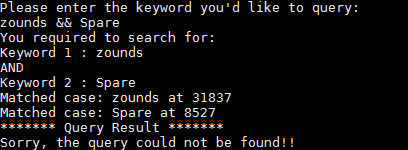 Please enter the keyword you'd like to query:
zounds && Spare
You required to search for:
Keyword 1 : zounds
AND
Keyword 2 : Spare
Matched case: zounds at 31837
Matched case: Spare at 8527
******* Query Result *******
Sorry, the query could not be found!!